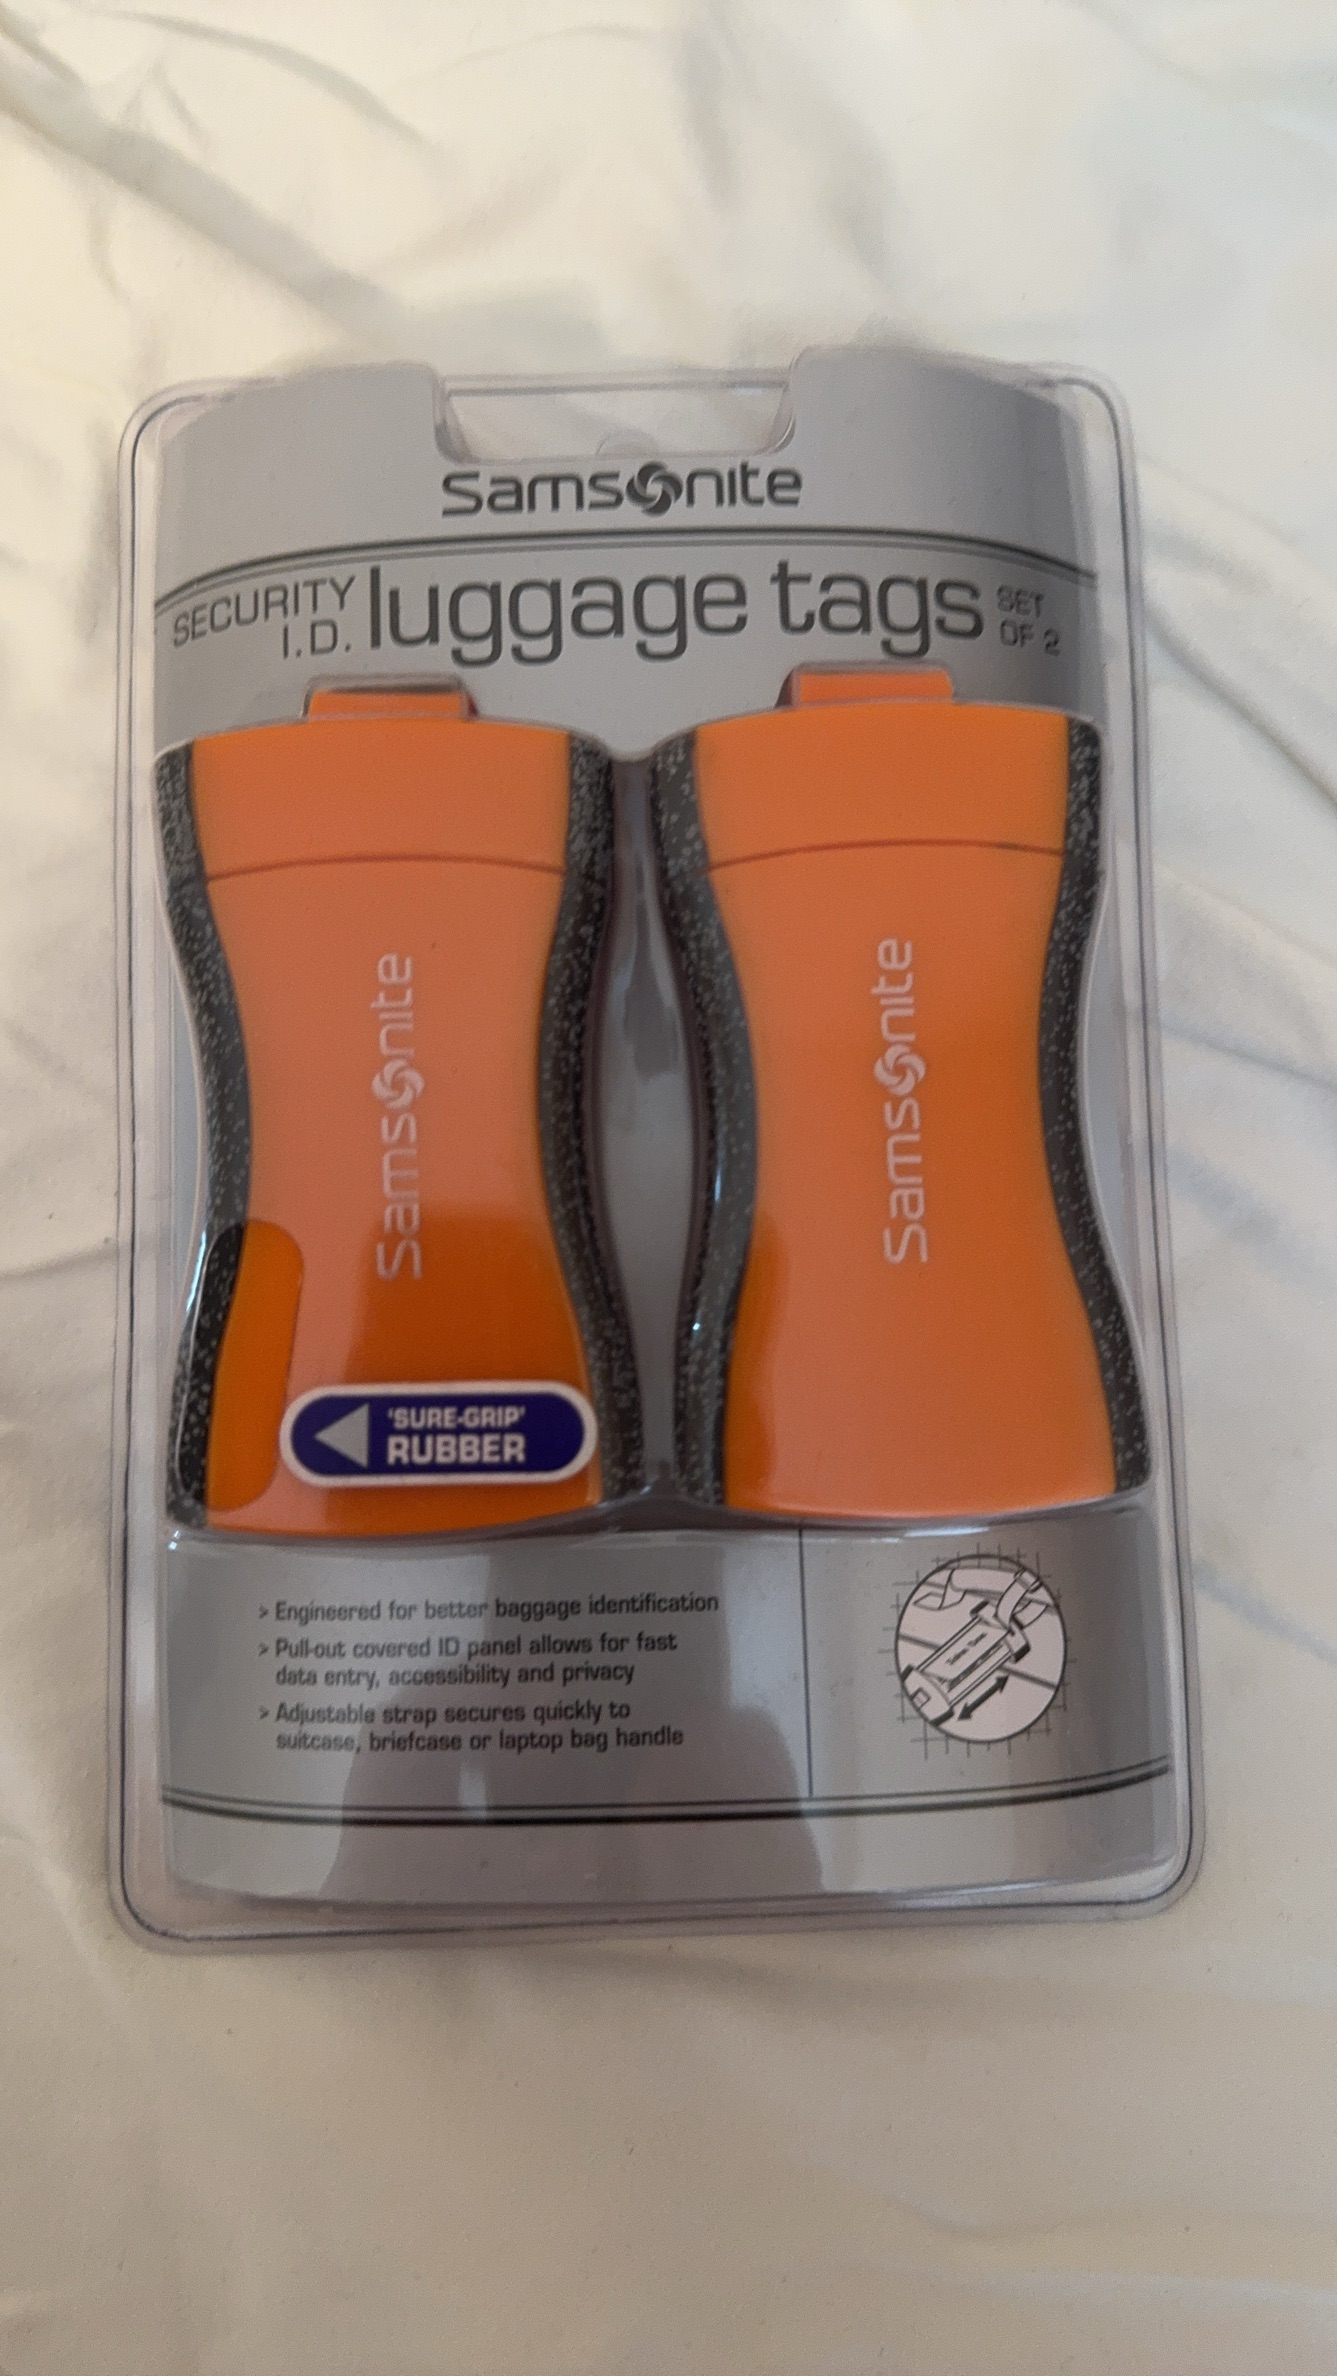 Samsonite
SECURITY
I.D.
luggage tags
SET
OF 2
Samsonite
Samsonite
'SURE-GRIP'
RUBBER
> Engineered for better baggage identification
> Pull-out covered ID panel allows for fast
data entry, accessibility and privacy
> Adjustable strap secures quickly to
suitcase, briefcase or laptop bag handle